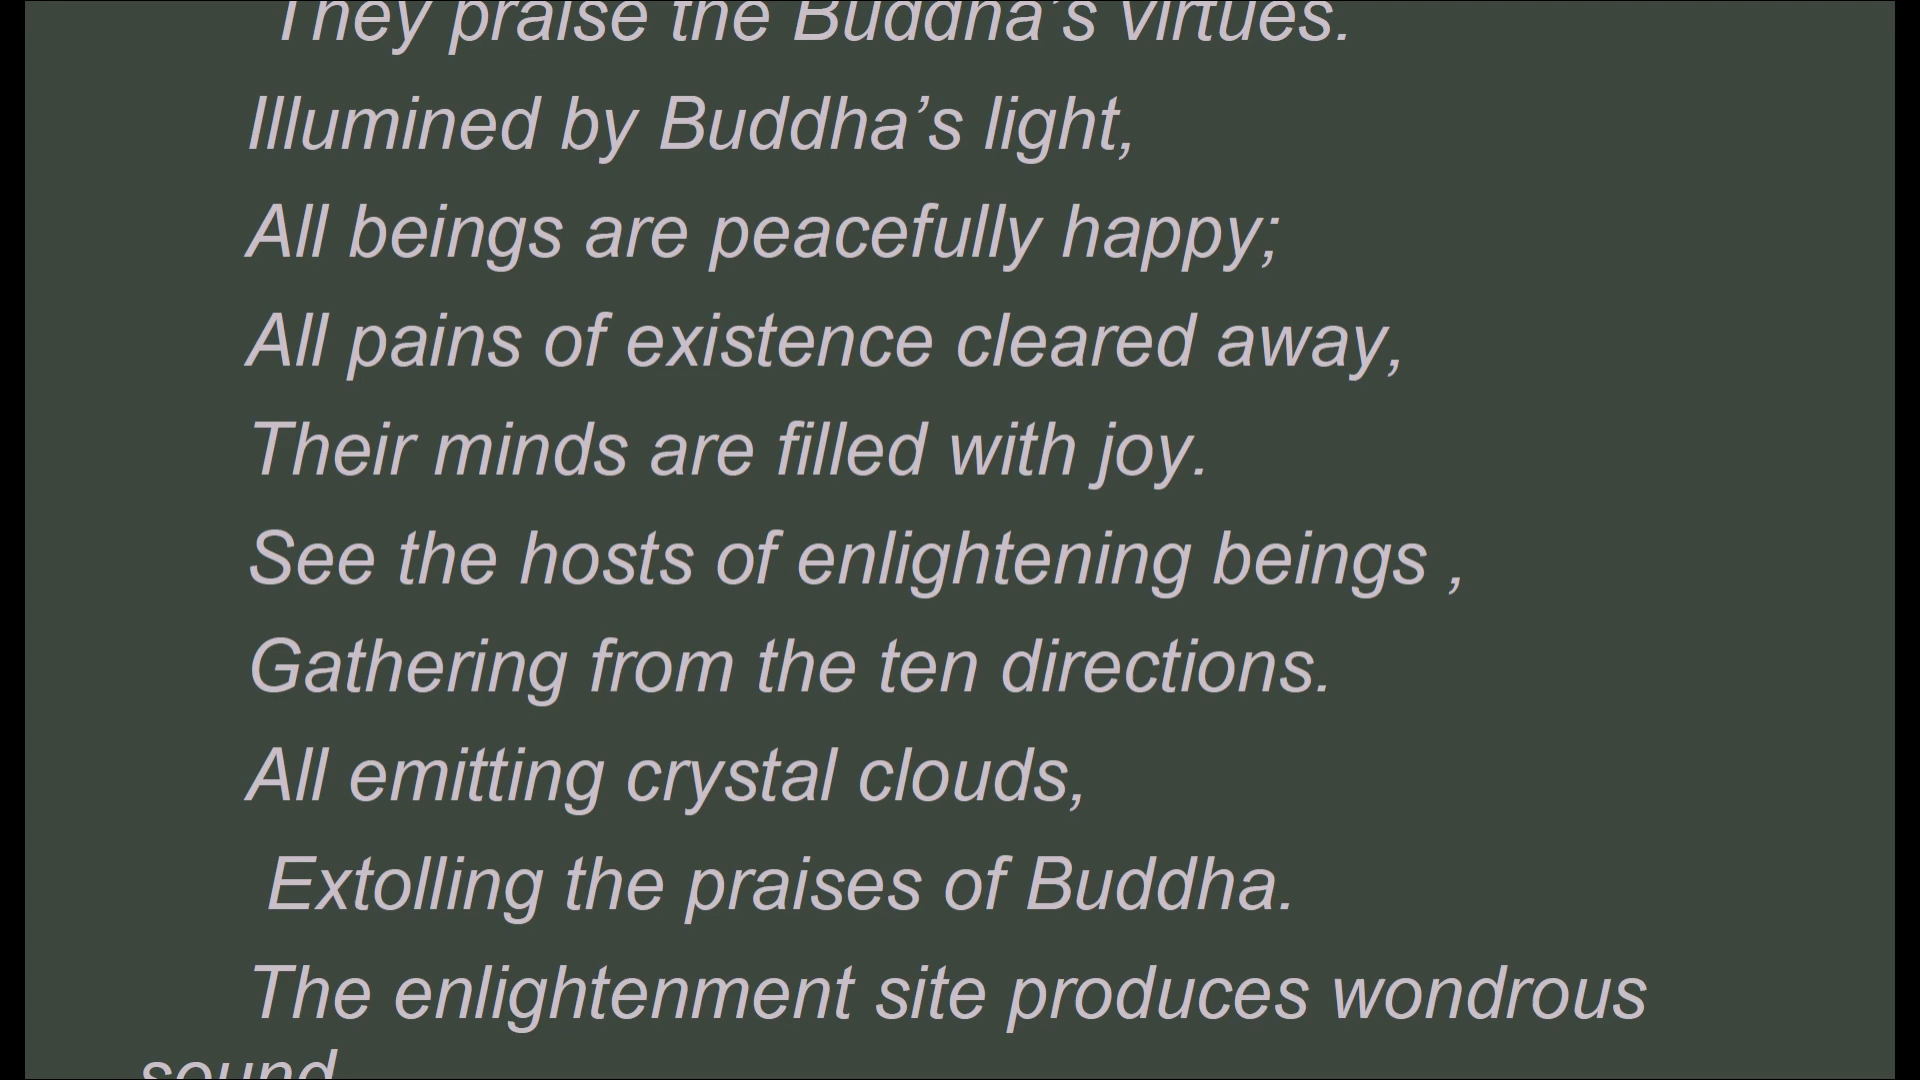 They praise the Buddha’s virtues.
Illumined by Buddha’s light,
All beings are peacefully happy;
All pains of existence cleared away,
Their minds are filled with joy.
See the hosts of enlightening beings ,
Gathering from the ten directions.
All emitting crystal clouds,
Extolling the praises of Buddha.
The enlightenment site produces wondrous
sound